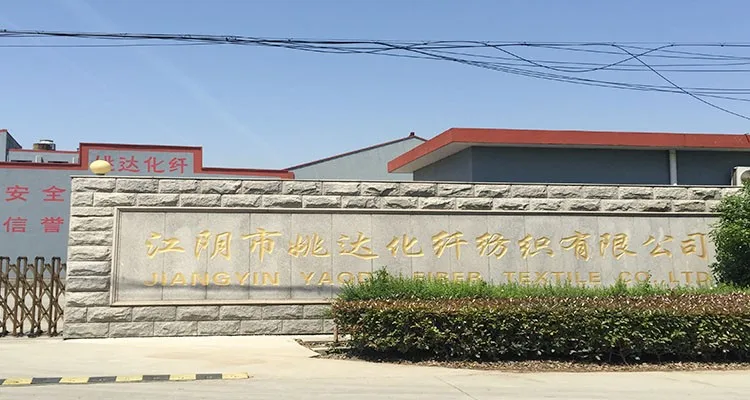 姚达化纤
安全
信誉
江阴市姚达化纤纺织有限公司
JIANGYIN YAODA FIBER TEXTILE CO.,LTD